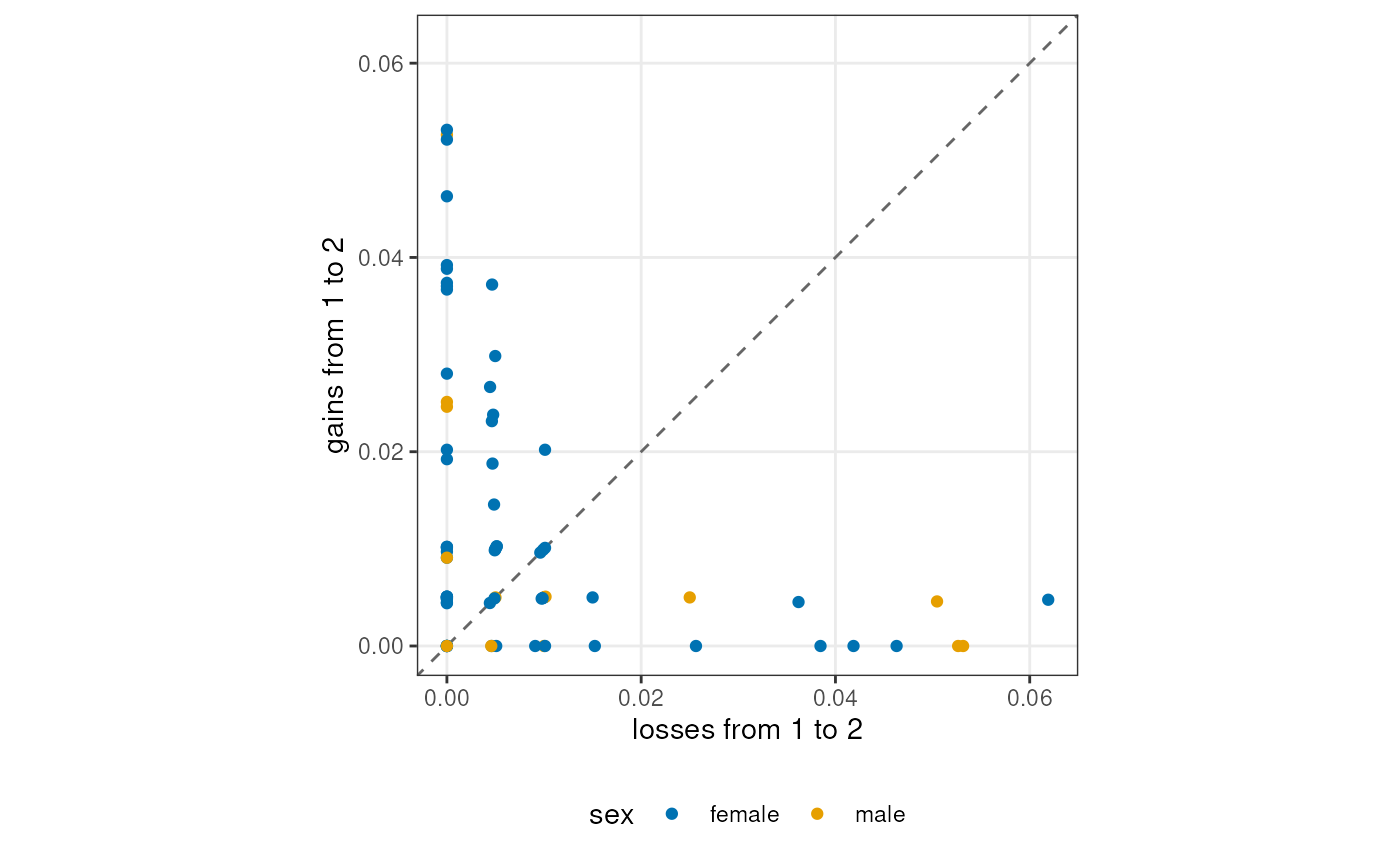 0.06
0.04
0.02
0.00
gains from 1 to 2
0.00 0.02 0.04 0.06
losses from 1 to 2
sex female male